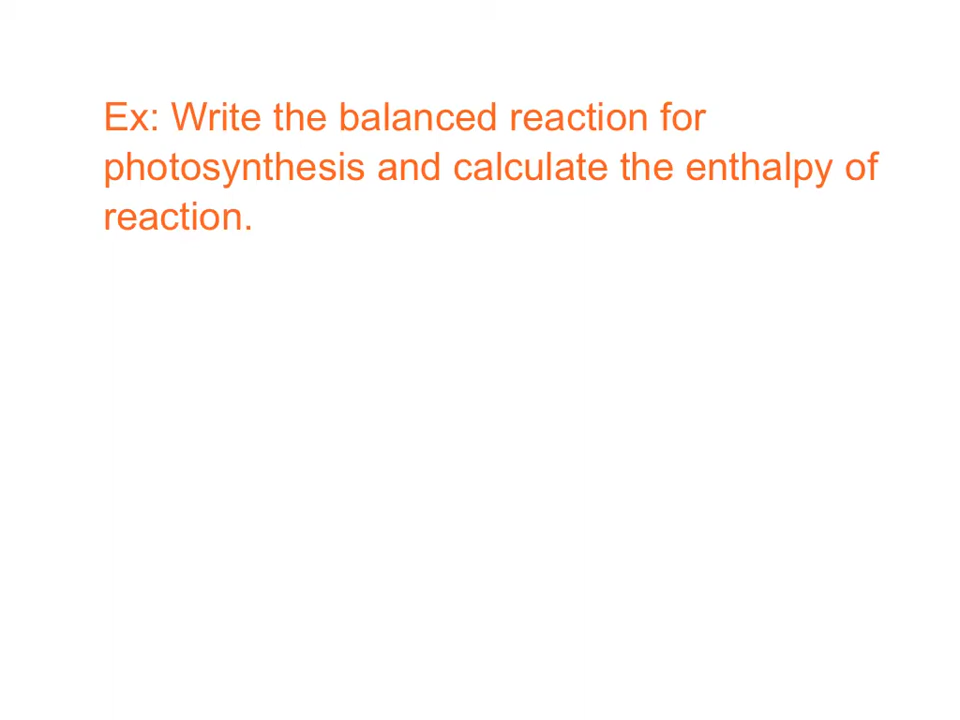 Ex: Write the balanced reaction for
photosynthesis and calculate the enthalpy of
reaction.